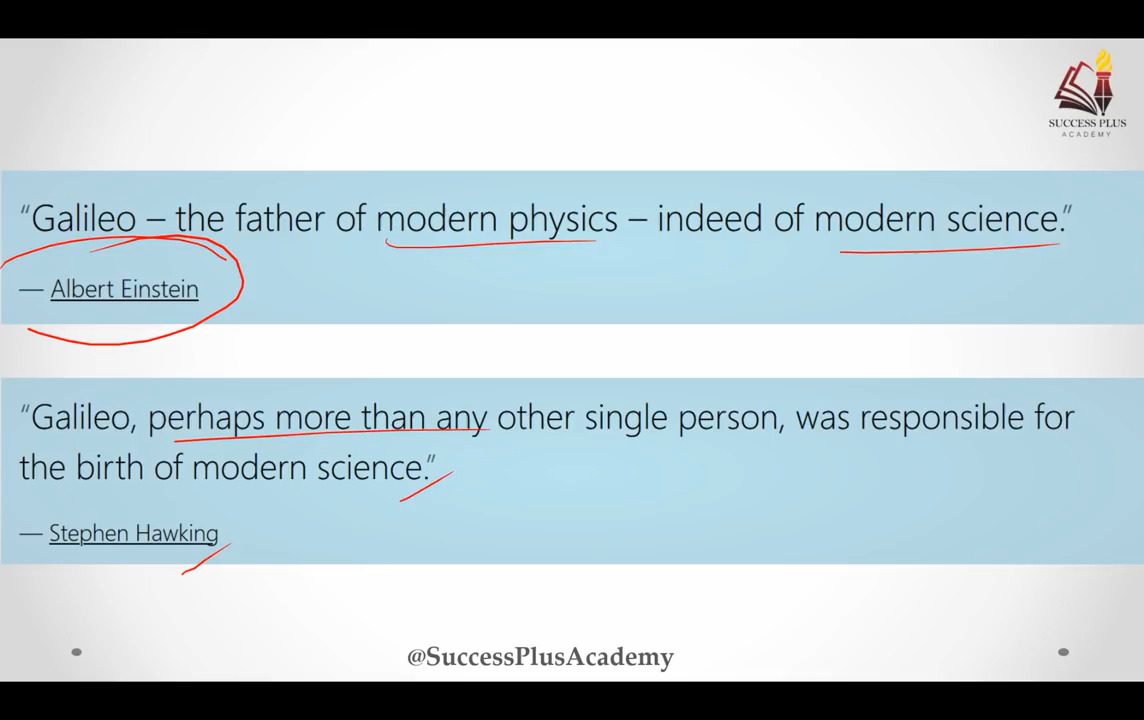 SUCCESS PLUS
ACADEMY
“Galileo – the father of modern physics – indeed of modern science.”
— Albert Einstein
“Galileo, perhaps more than any other single person, was responsible for
the birth of modern science.”
— Stephen Hawking
@SuccessPlusAcademy